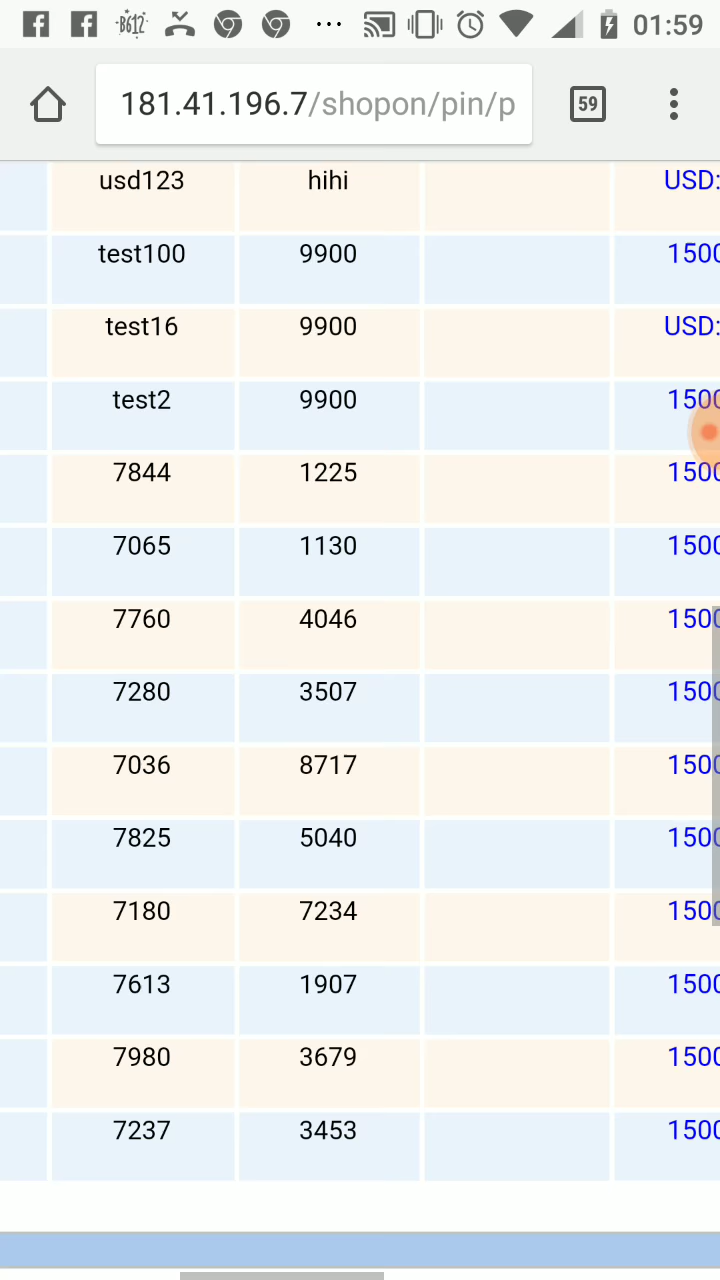 B612 ... 01:59
181.41.196.7/shopon/pin/p 59
usd123 hihi USD:
test100 9900 1500
test16 9900 USD:
test2 9900 1500
7844 1225 1500
7065 1130 1500
7760 4046 1500
7280 3507 1500
7036 8717 1500
7825 5040 1500
7180 7234 1500
7613 1907 1500
7980 3679 1500
7237 3453 1500